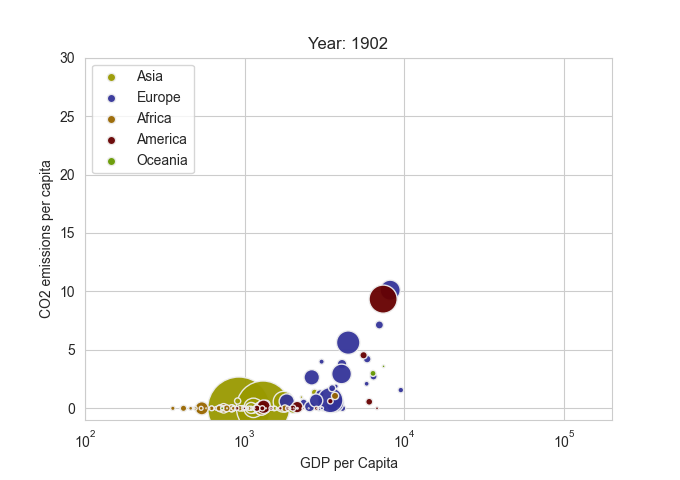 Year: 1902
30
25
20
15
10
5
0
CO2 emissions per capita
Asia
Europe
Africa
America
Oceania
10²
10³
10⁴
10⁵
GDP per Capita